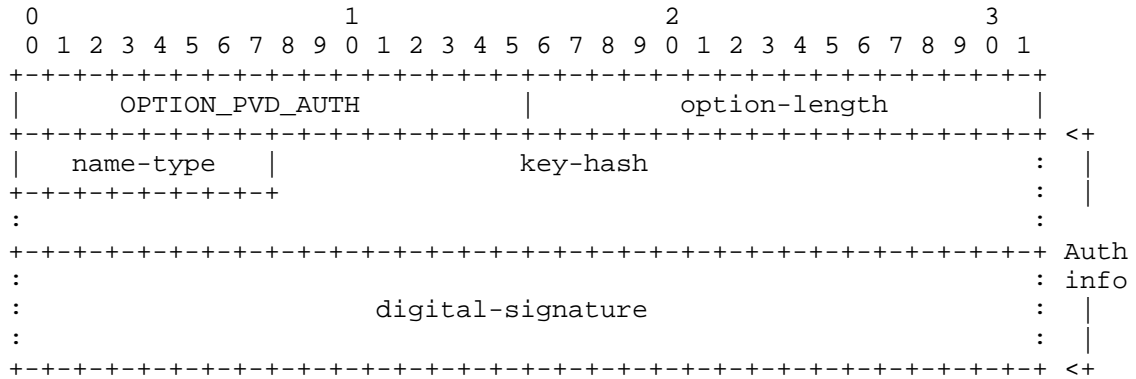 0                   1                   2                   3
 0 1 2 3 4 5 6 7 8 9 0 1 2 3 4 5 6 7 8 9 0 1 2 3 4 5 6 7 8 9 0 1
+-+-+-+-+-+-+-+-+-+-+-+-+-+-+-+-+-+-+-+-+-+-+-+-+-+-+-+-+-+-+-+-+
|      OPTION_PVD_AUTH          |         option-length         |
+-+-+-+-+-+-+-+-+-+-+-+-+-+-+-+-+-+-+-+-+-+-+-+-+-+-+-+-+-+-+-+-+ <+
|   name-type   |               key-hash                        :  |
+-+-+-+-+-+-+-+-+                                               :  |
:                                                               :
+-+-+-+-+-+-+-+-+-+-+-+-+-+-+-+-+-+-+-+-+-+-+-+-+-+-+-+-+-+-+-+-+ Auth
:                                                               : info
:                      digital-signature                        :  |
:                                                               :  |
+-+-+-+-+-+-+-+-+-+-+-+-+-+-+-+-+-+-+-+-+-+-+-+-+-+-+-+-+-+-+-+-+ <+